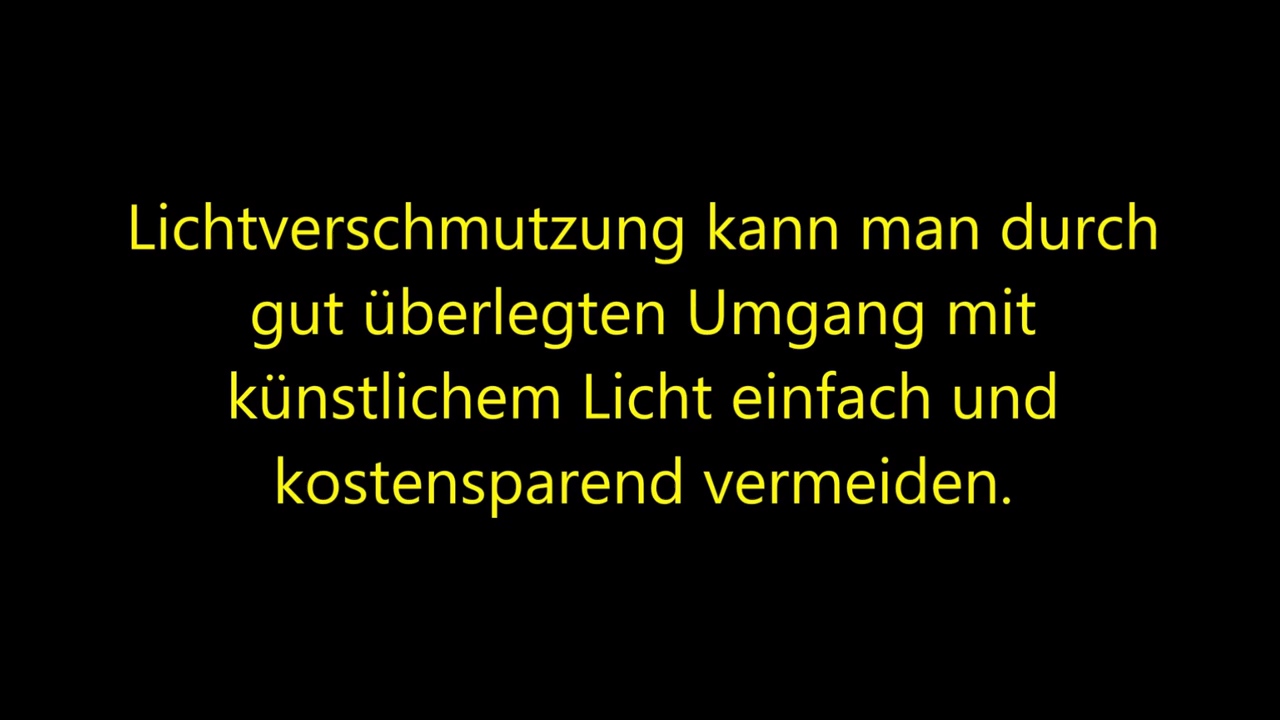 Lichtverschmutzung kann man durch
gut überlegten Umgang mit
künstlichem Licht einfach und
kostensparend vermeiden.